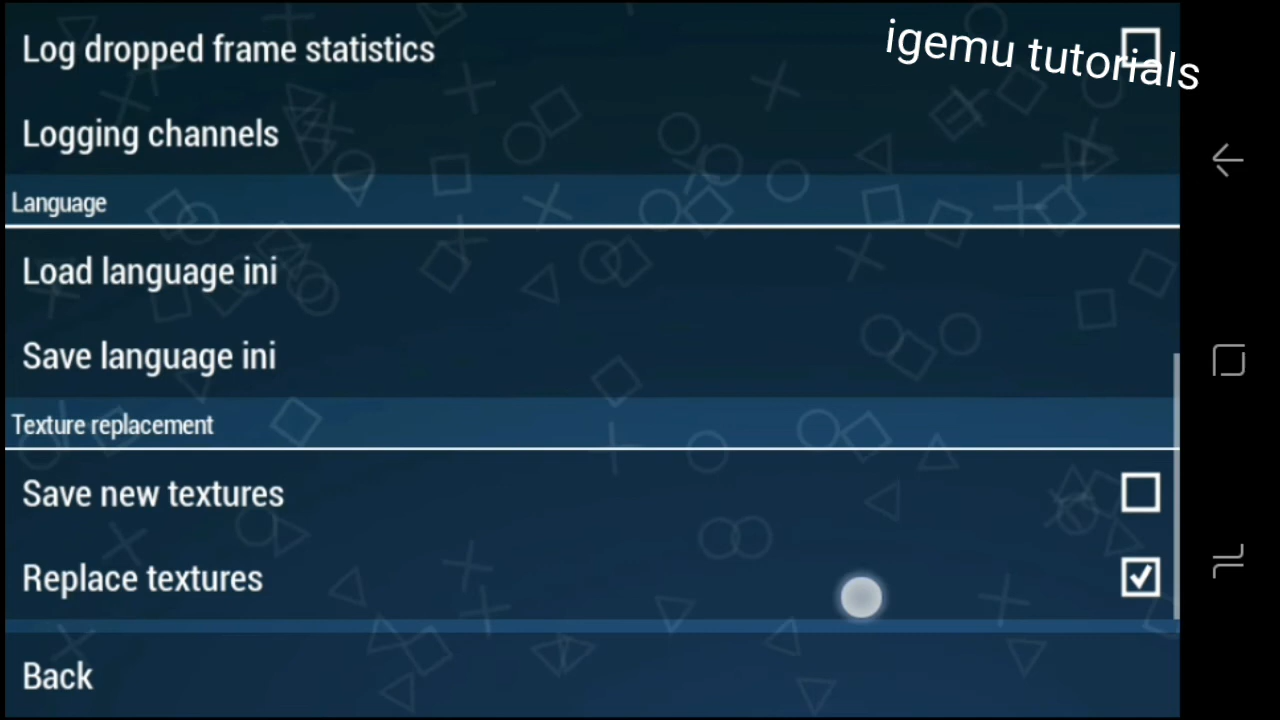 Log dropped frame statistics
igemu tutorials
Logging channels
Language
Load language ini
Save language ini
Texture replacement
Save new textures
Replace textures
Back